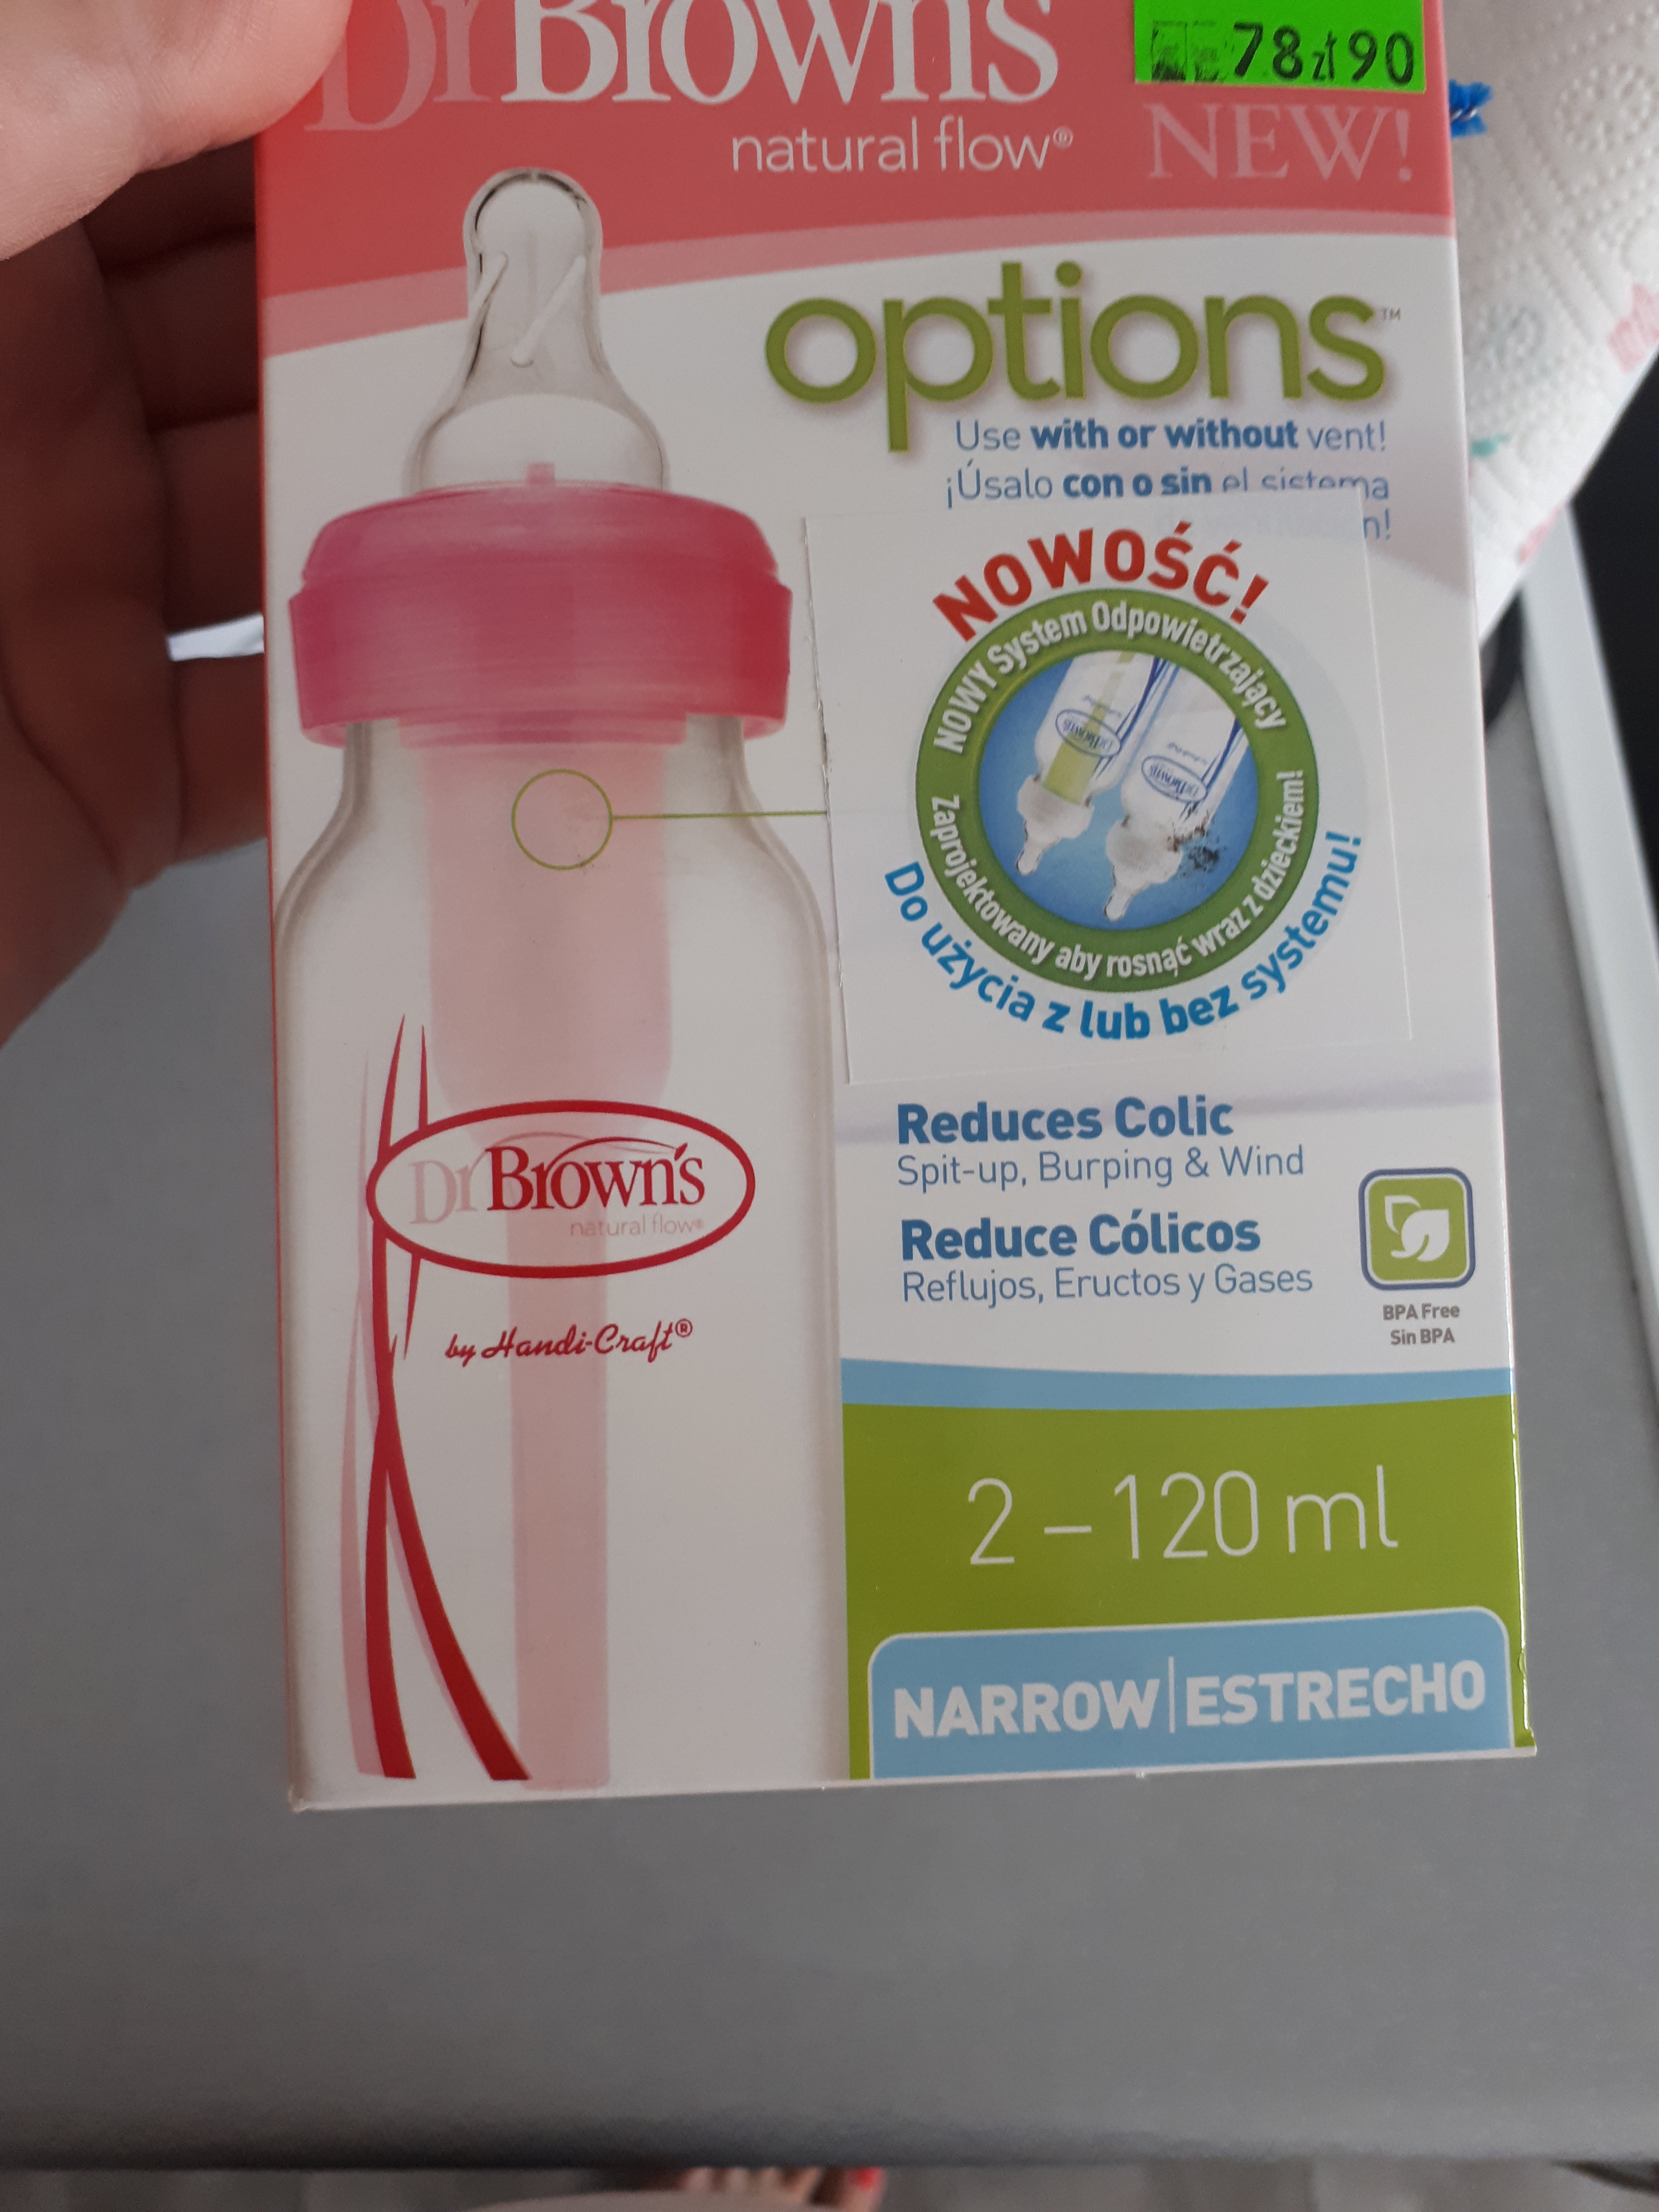 Dr Brown's
natural flow®
78 zł 90
NEW!
options™
Use with or without vent!
¡Úsalo con o sin el sistema
n!
NOWOŚĆ!
NOWY System Odpowietrzający
Zaprojektowany aby rosnąć wraz z dzieckiem!
Do użycia z lub bez systemu!
Dr Brown's
natural flow®
by Handi-Craft®
Reduces Colic
Spit-up, Burping & Wind
Reduce Cólicos
Reflujos, Eructos y Gases
BPA Free
Sin BPA
2 – 120 ml
NARROW | ESTRECHO